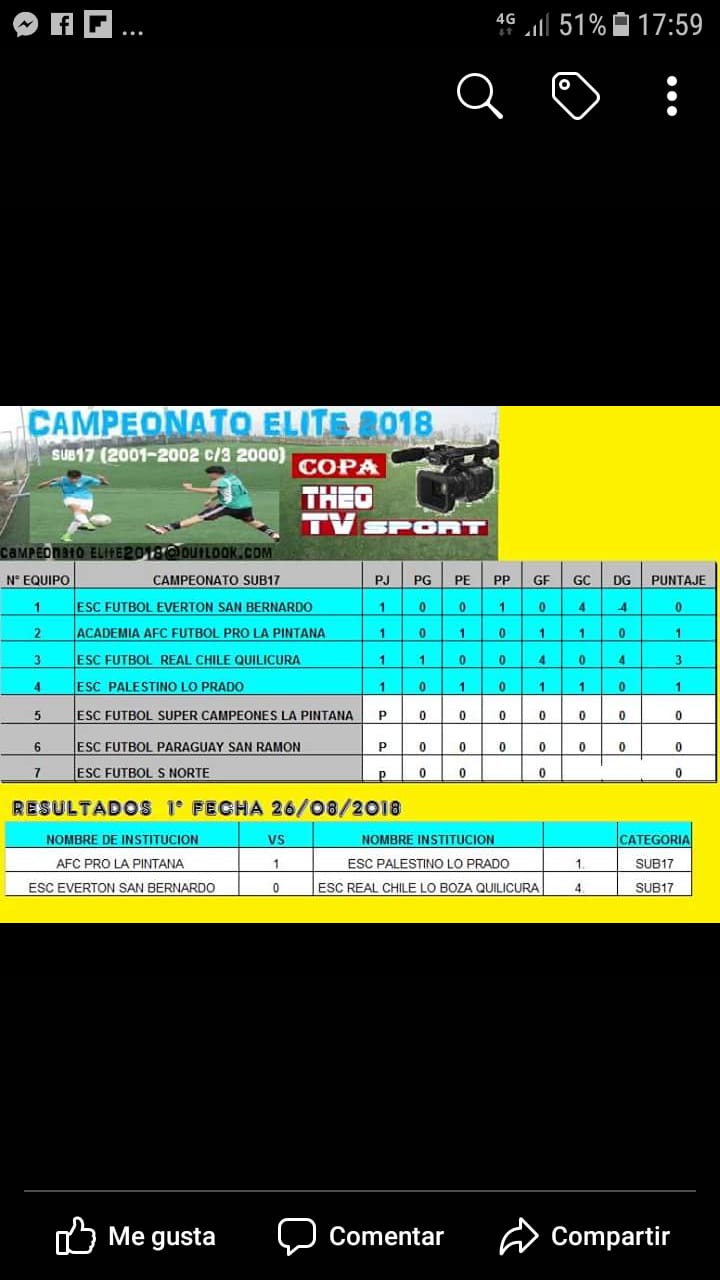 ... 4G 51% 17:59
CAMPEONATO ELITE 2018
SUB17 (2001-2002 C/3 2000)
COPA
THEO
TV SPORT
CAMPEONATO ELITE2018@OUTLOOK.COM
N° EQUIPO CAMPEONATO SUB17 PJ PG PE PP GF GC DG PUNTAJE
1 ESC FUTBOL EVERTON SAN BERNARDO 1 0 0 1 0 4 -4 0
2 ACADEMIA AFC FUTBOL PRO LA PINTANA 1 0 1 0 1 1 0 1
3 ESC FUTBOL REAL CHILE QUILICURA 1 1 0 0 4 0 4 3
4 ESC PALESTINO LO PRADO 1 0 1 0 1 1 0 1
5 ESC FUTBOL SUPER CAMPEONES LA PINTANA P 0 0 0 0 0 0 0
6 ESC FUTBOL PARAGUAY SAN RAMON P 0 0 0 0 0 0 0
7 ESC FUTBOL S NORTE p 0 0 0 0
RESULTADOS 1° FECHA 26/08/2018
NOMBRE DE INSTITUCION VS NOMBRE INSTITUCION CATEGORIA
AFC PRO LA PINTANA 1 ESC PALESTINO LO PRADO 1. SUB17
ESC EVERTON SAN BERNARDO 0 ESC REAL CHILE LO BOZA QUILICURA 4. SUB17
Me gusta Comentar Compartir